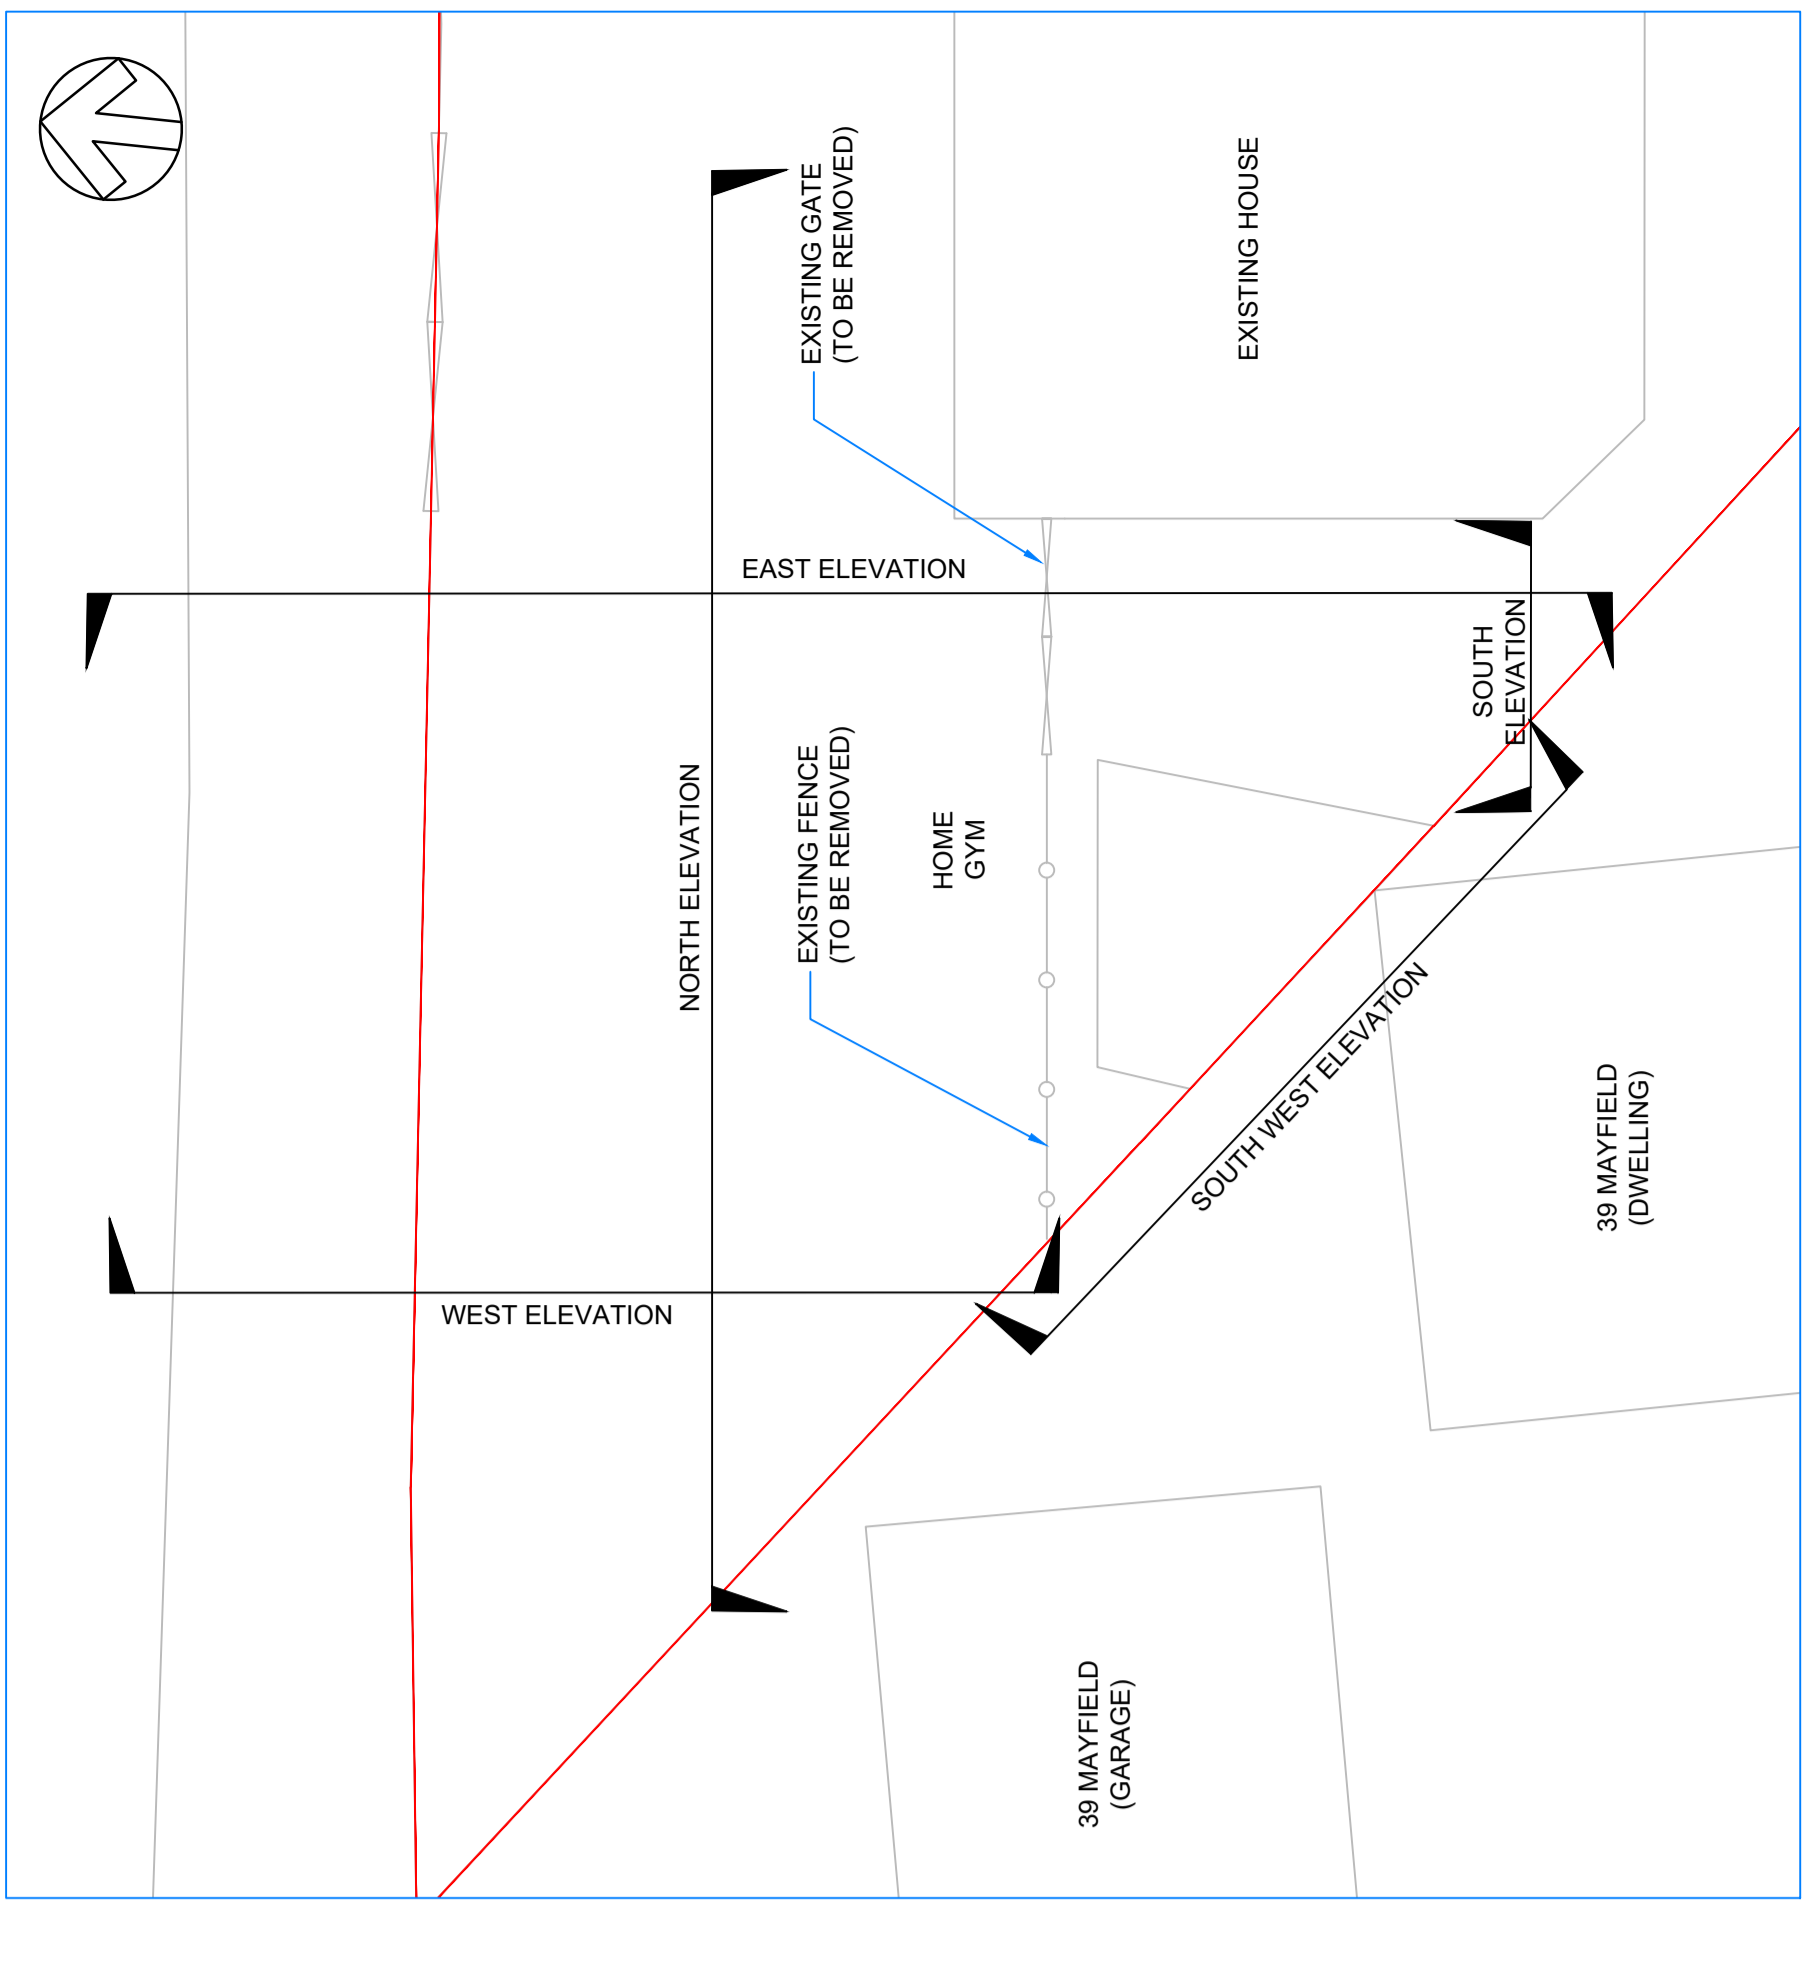 EXISTING GATE
(TO BE REMOVED)
EXISTING HOUSE
EAST ELEVATION
SOUTH
ELEVATION
NORTH ELEVATION
EXISTING FENCE
(TO BE REMOVED)
HOME
GYM
SOUTH WEST ELEVATION
39 MAYFIELD
(DWELLING)
WEST ELEVATION
39 MAYFIELD
(GARAGE)